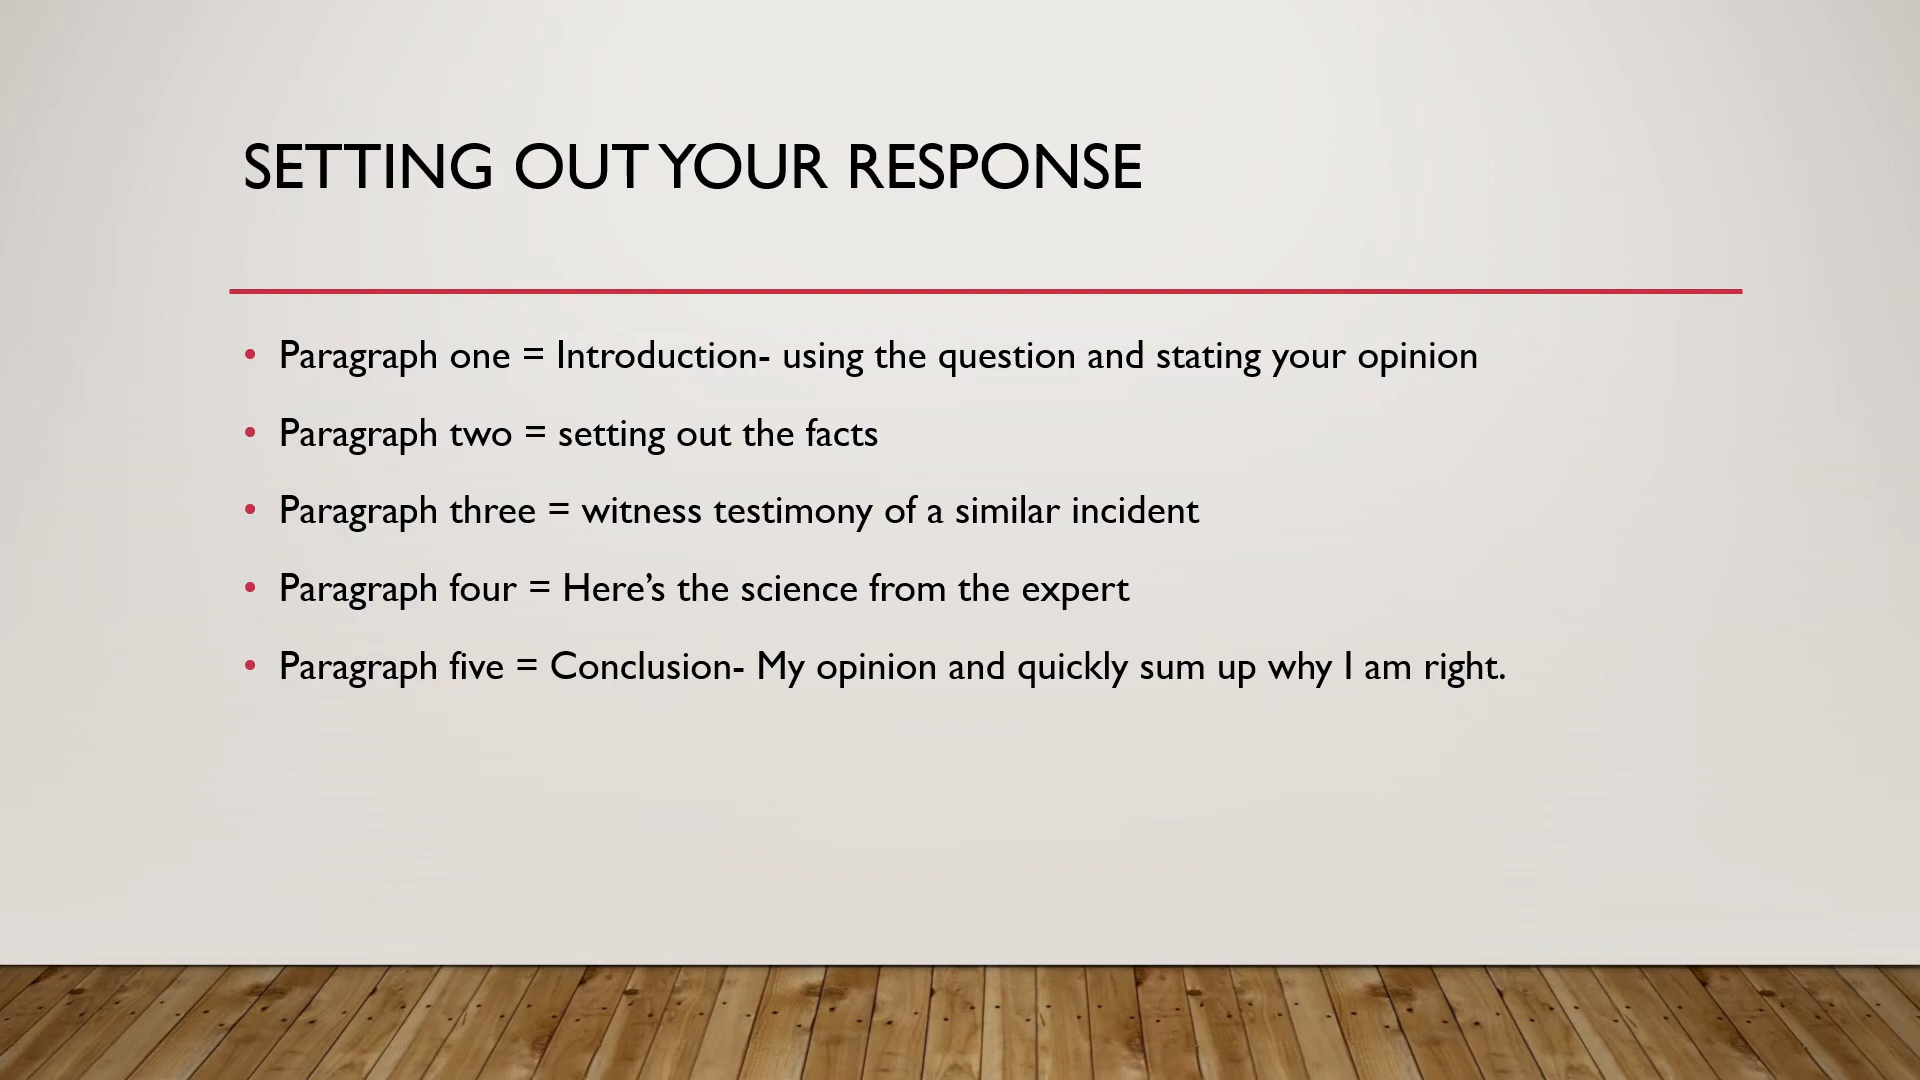 SETTING OUT YOUR RESPONSE
• Paragraph one = Introduction- using the question and stating your opinion
• Paragraph two = setting out the facts
• Paragraph three = witness testimony of a similar incident
• Paragraph four = Here’s the science from the expert
• Paragraph five = Conclusion- My opinion and quickly sum up why I am right.